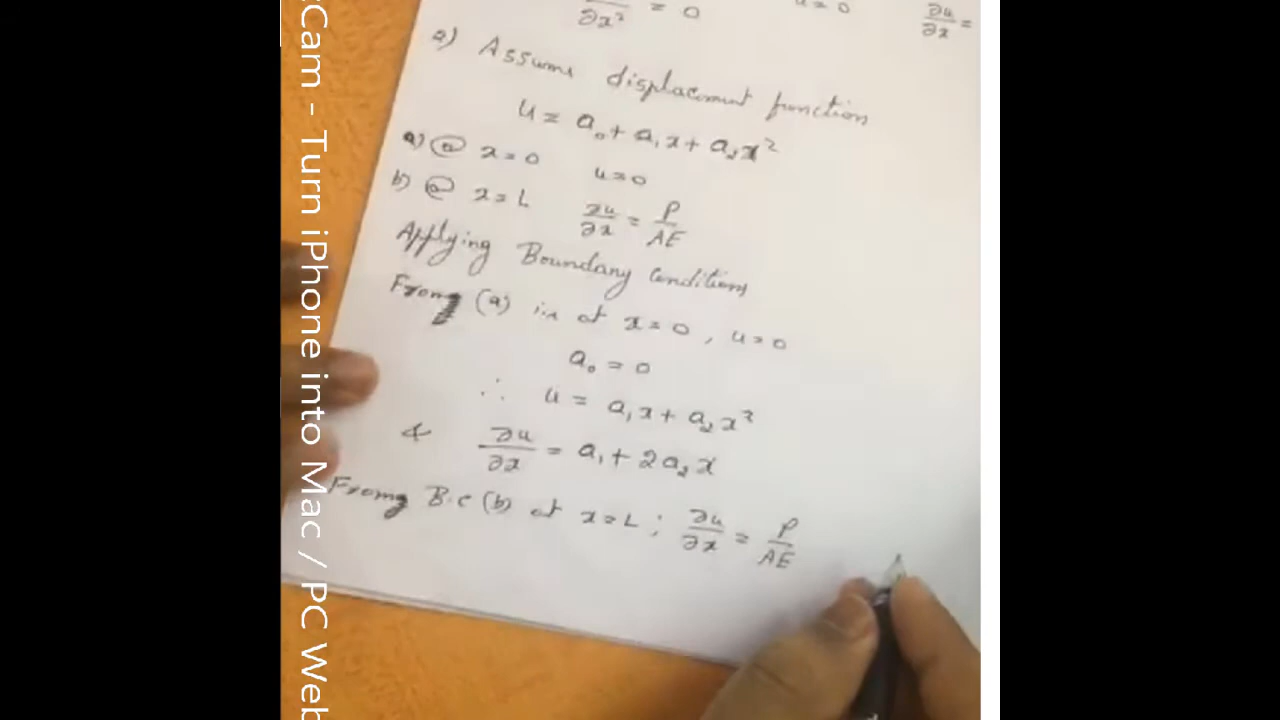 ∂x² = 0 u=0 ∂u/∂x =
a) Assume displacement function
u = a₀ + a₁x + a₂x²
a) @ x=0 u=0
b) @ x=L ∂u/∂x = P/AE
Applying Boundary Conditions
From (a) i.e at x=0, u=0
a₀ = 0
∴ u = a₁x + a₂x²
& ∂u/∂x = a₁ + 2a₂x
From B.C (b) at x=L; ∂u/∂x = P/AE
Cam - Turn iPhone into Mac / PC Web